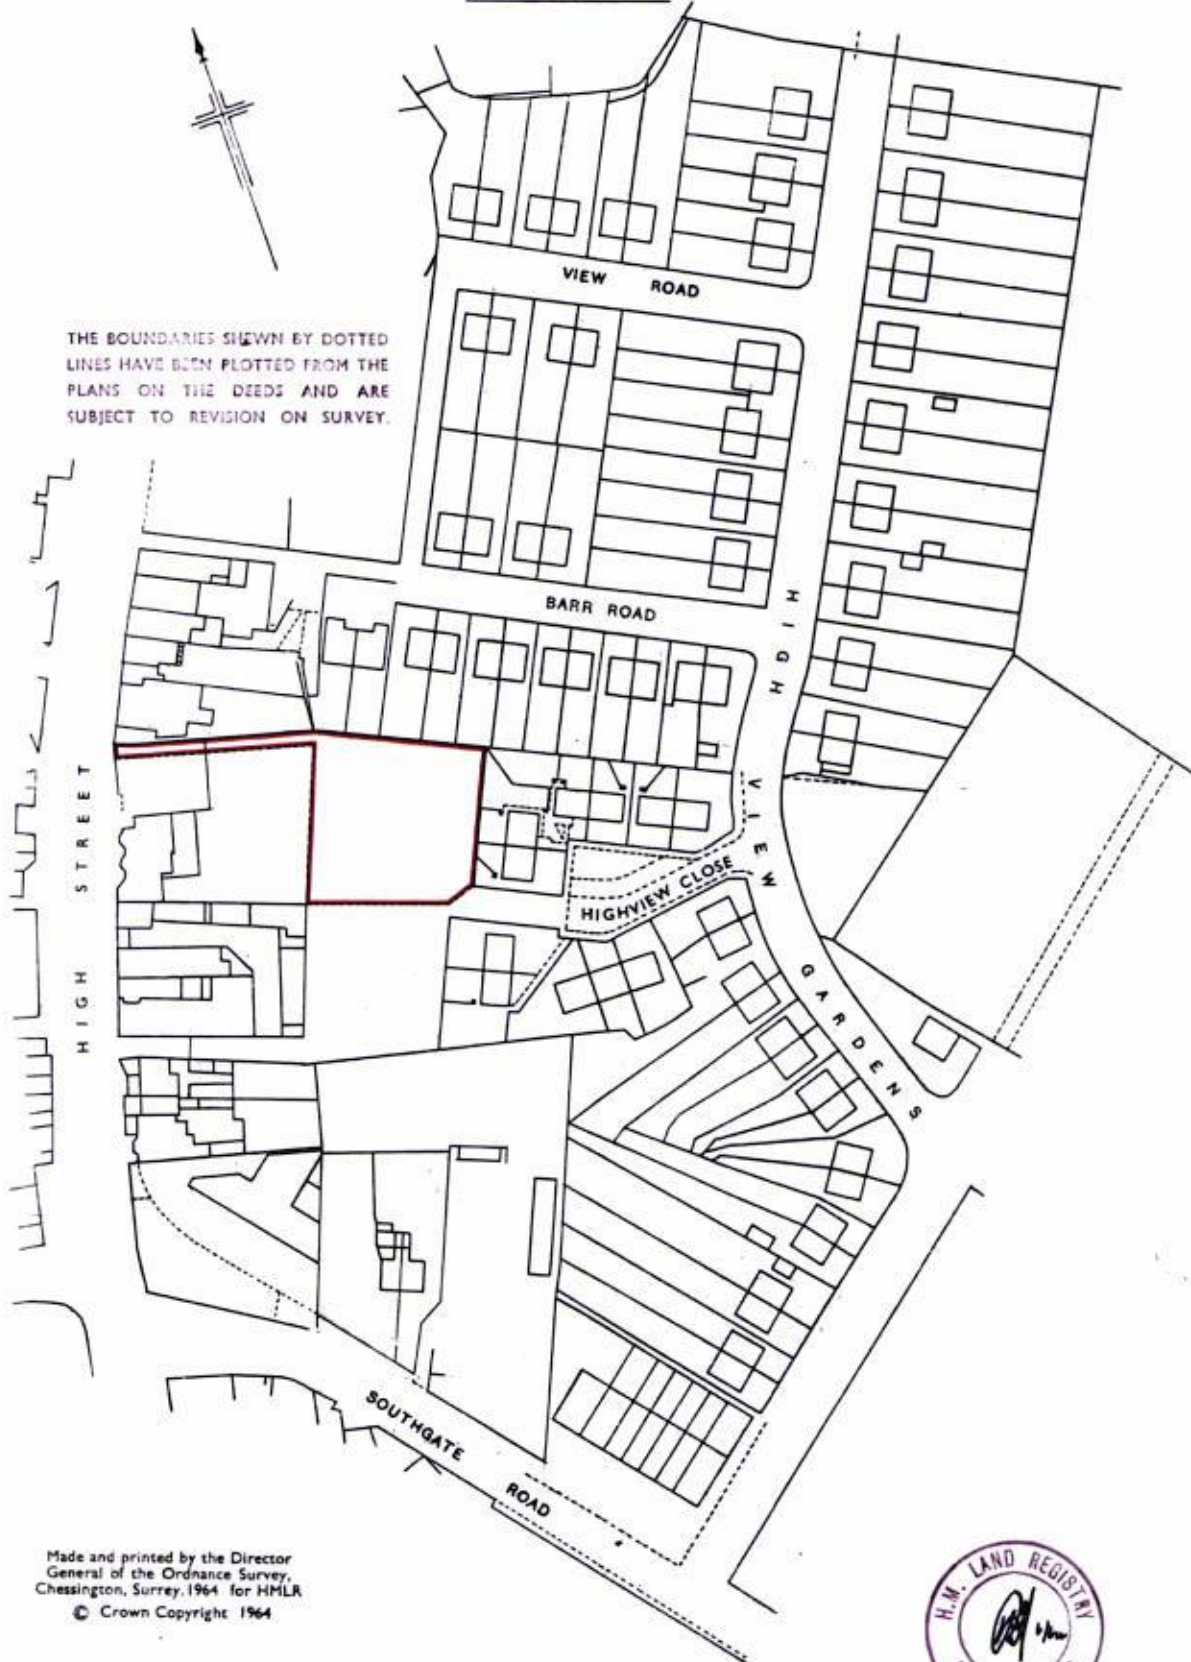 VIEW ROAD
THE BOUNDARIES SHEWN BY DOTTED
LINES HAVE BEEN PLOTTED FROM THE
PLANS ON THE DEEDS AND ARE
SUBJECT TO REVISION ON SURVEY.
BARR ROAD
HIGH VIEW GARDENS
HIGH STREET
HIGHVIEW CLOSE
SOUTHGATE ROAD
Made and printed by the Director
General of the Ordnance Survey,
Chessington, Surrey. 1964 for HMLR
© Crown Copyright 1964
H.M. LAND REGISTRY